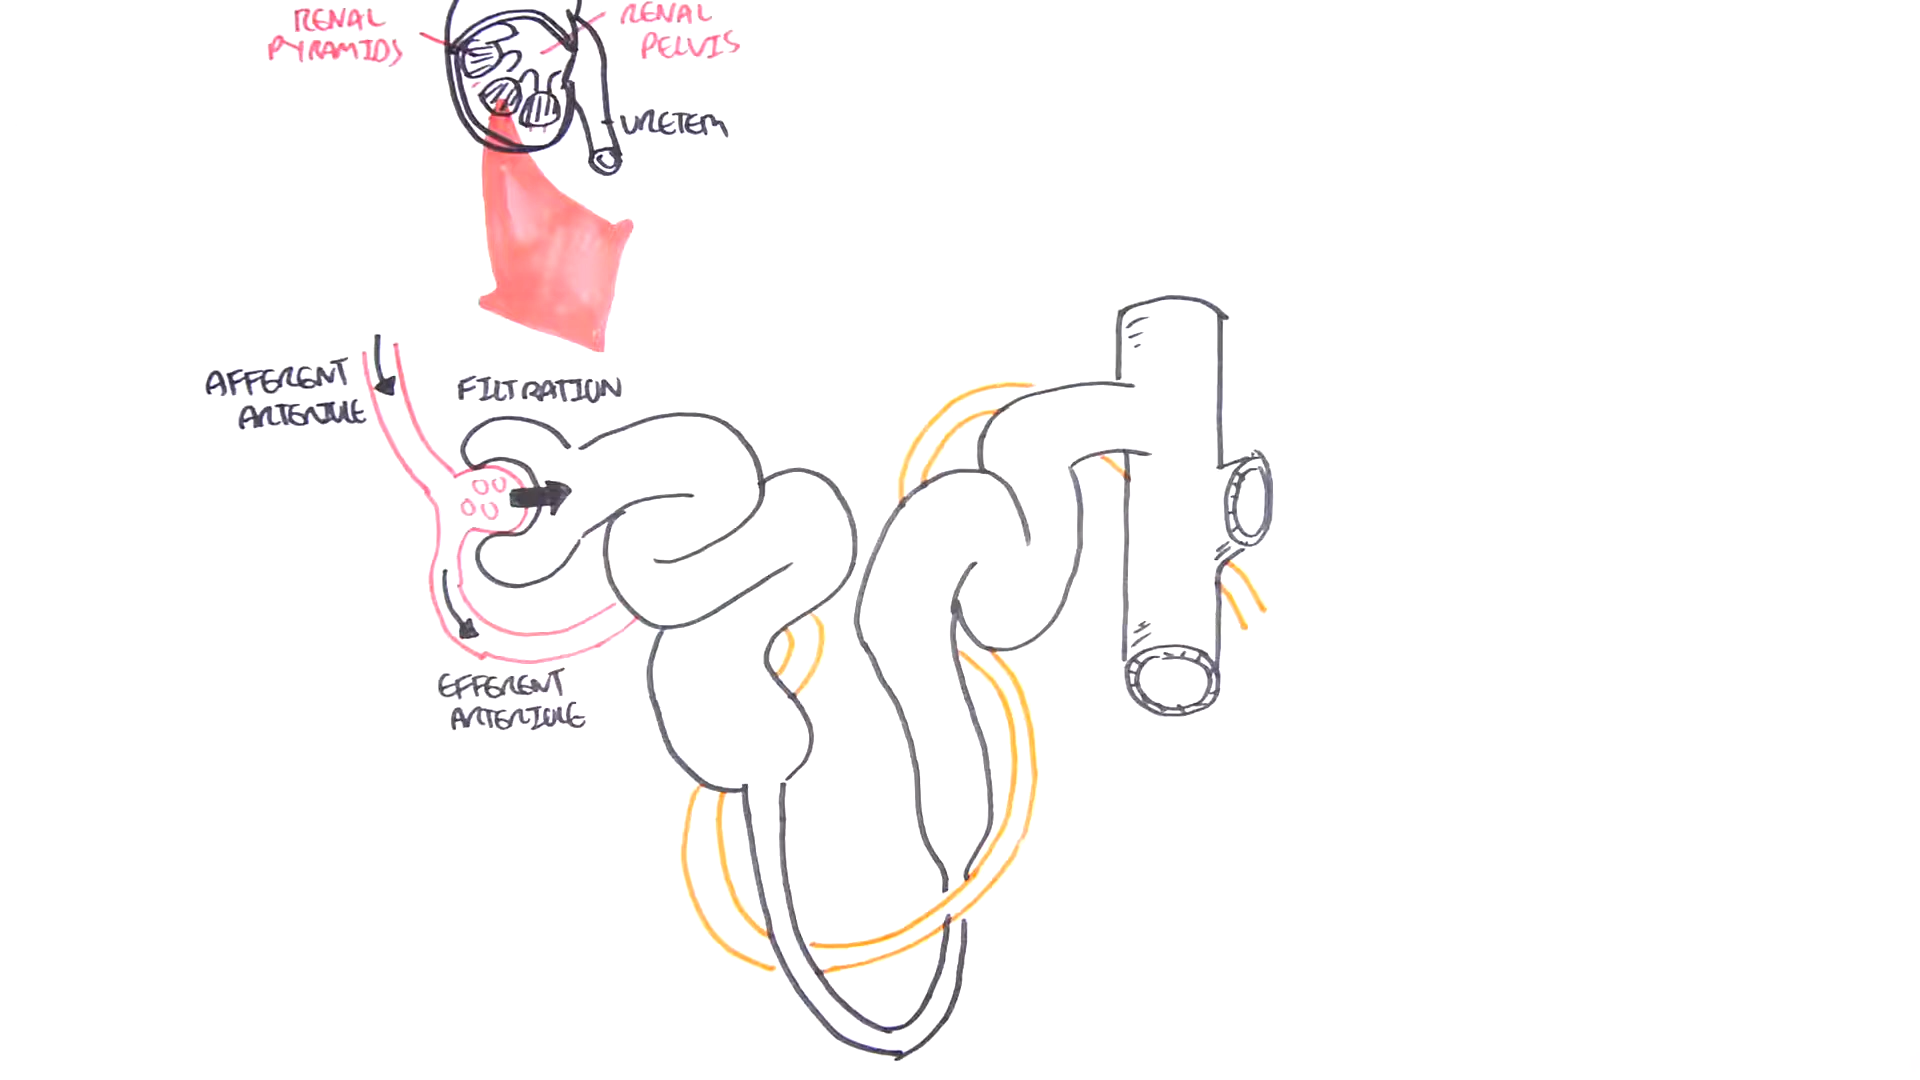 RENAL
PYRAMIDS
RENAL
PELVIS
URETER
AFFERENT
ARTERIOLE
FILTRATION
EFFERENT
ARTERIOLE